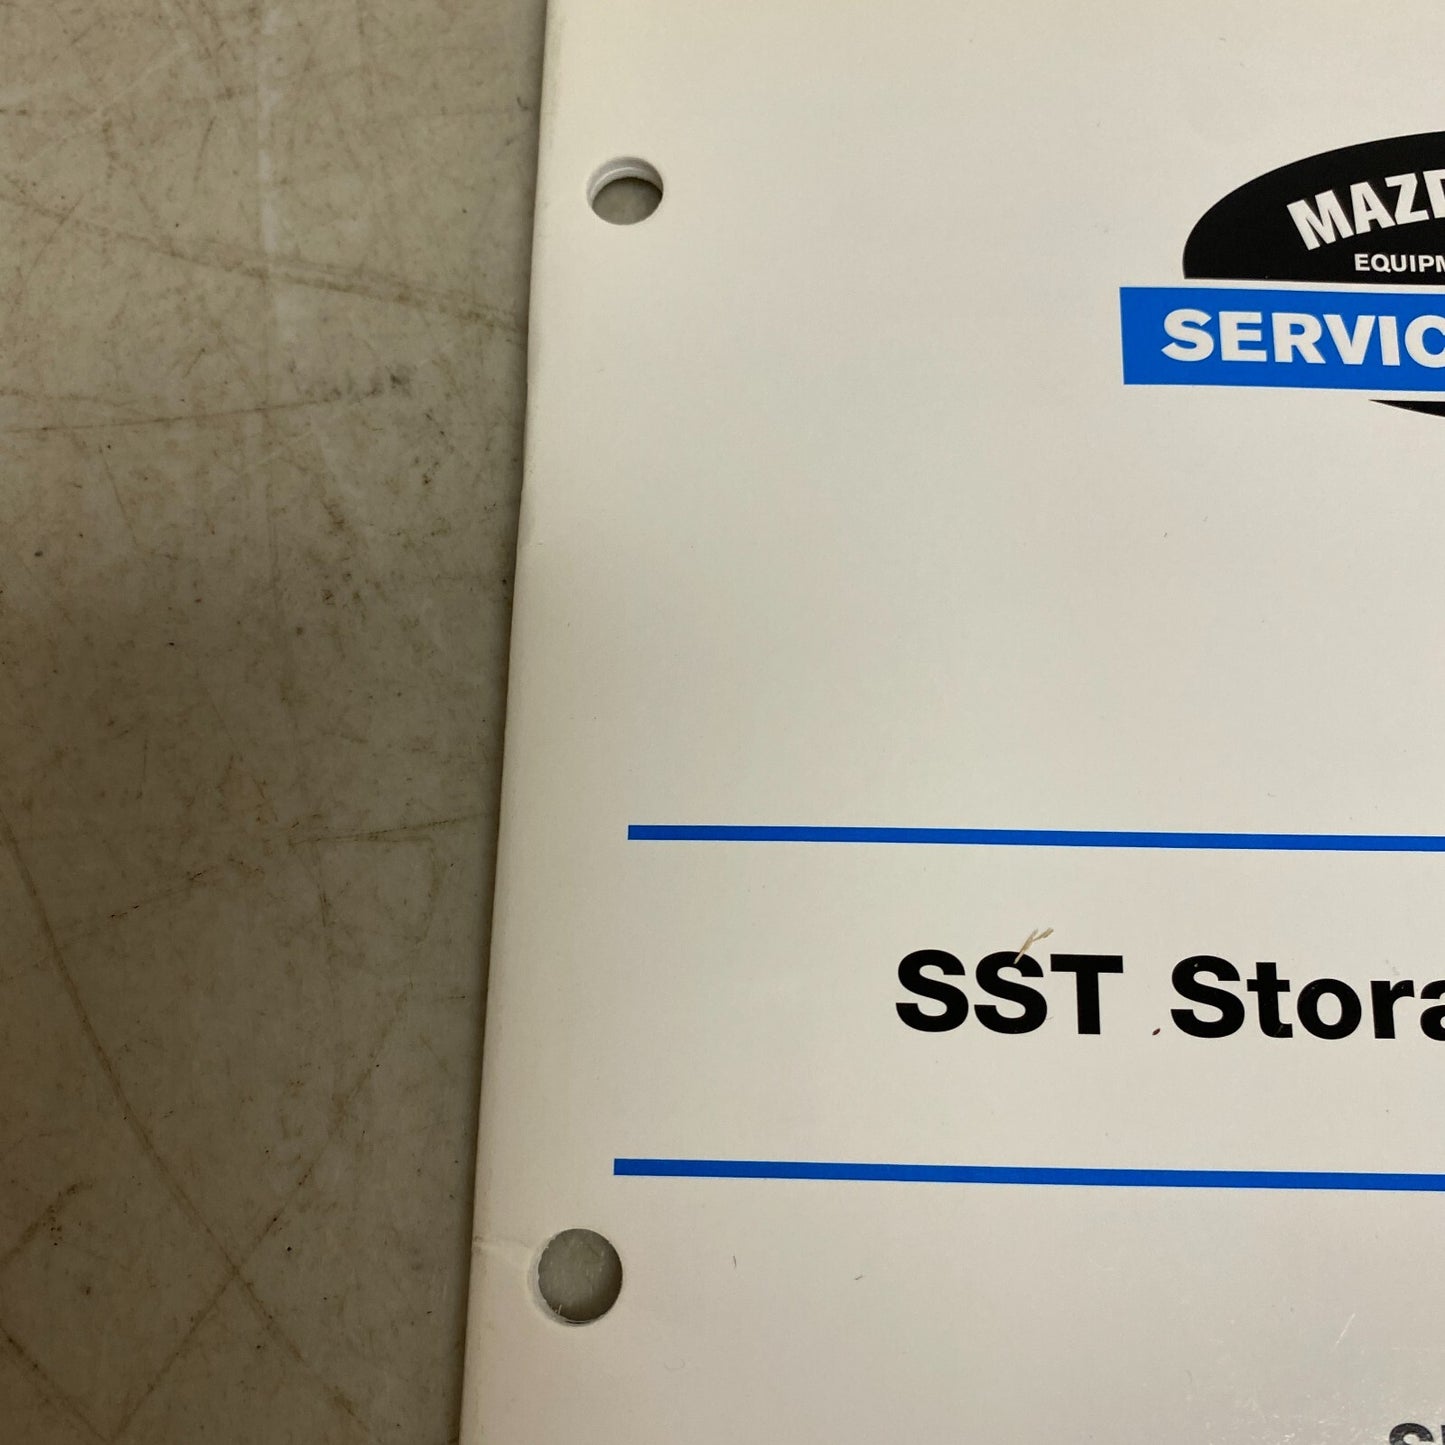 MAZD
EQUIPM
SERVIC
SST Stora